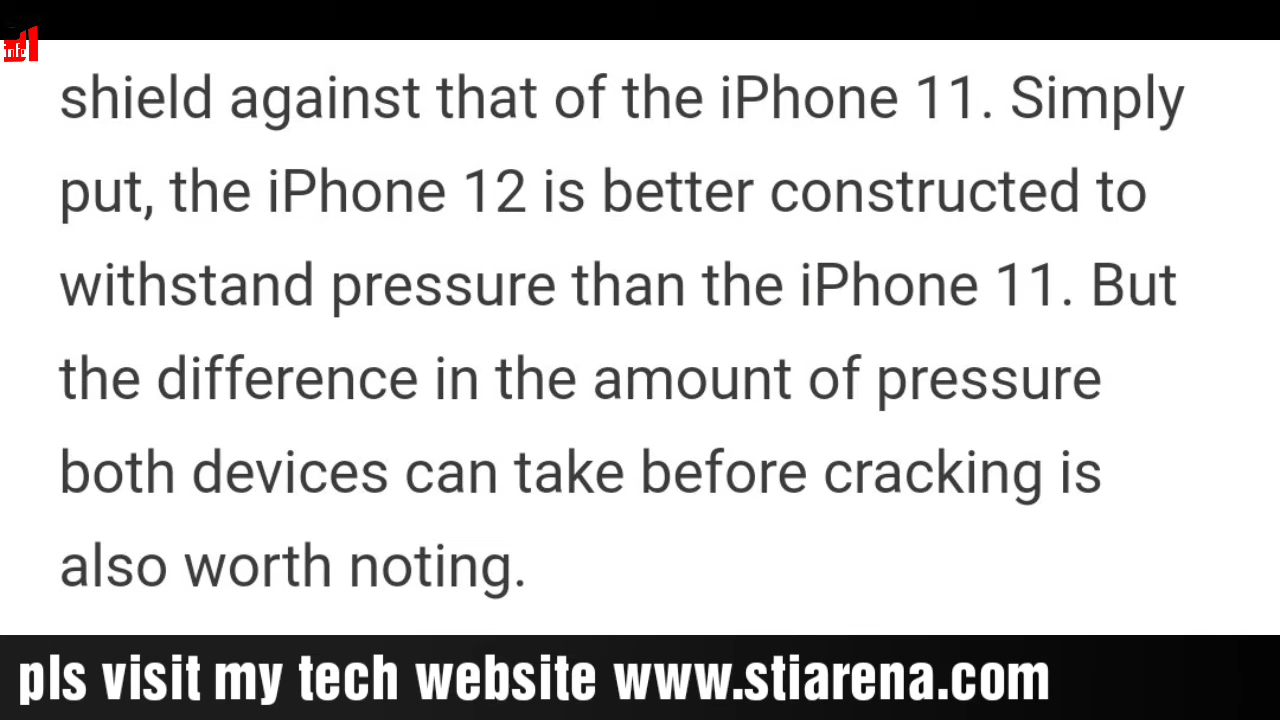 info
shield against that of the iPhone 11. Simply
put, the iPhone 12 is better constructed to
withstand pressure than the iPhone 11. But
the difference in the amount of pressure
both devices can take before cracking is
also worth noting.
pls visit my tech website www.stiarena.com